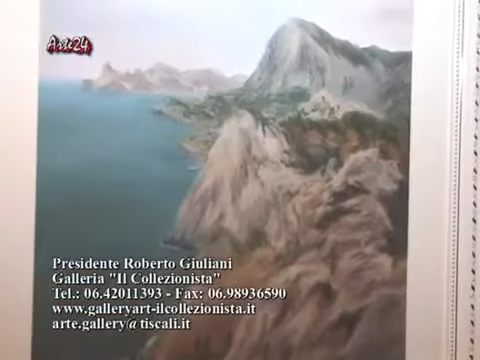 Arte24
Presidente Roberto Giuliani
Galleria "Il Collezionista"
Tel.: 06.42011393 - Fax: 06.98936590
www.galleryart-ilcollezionista.it
arte.gallery@tiscali.it